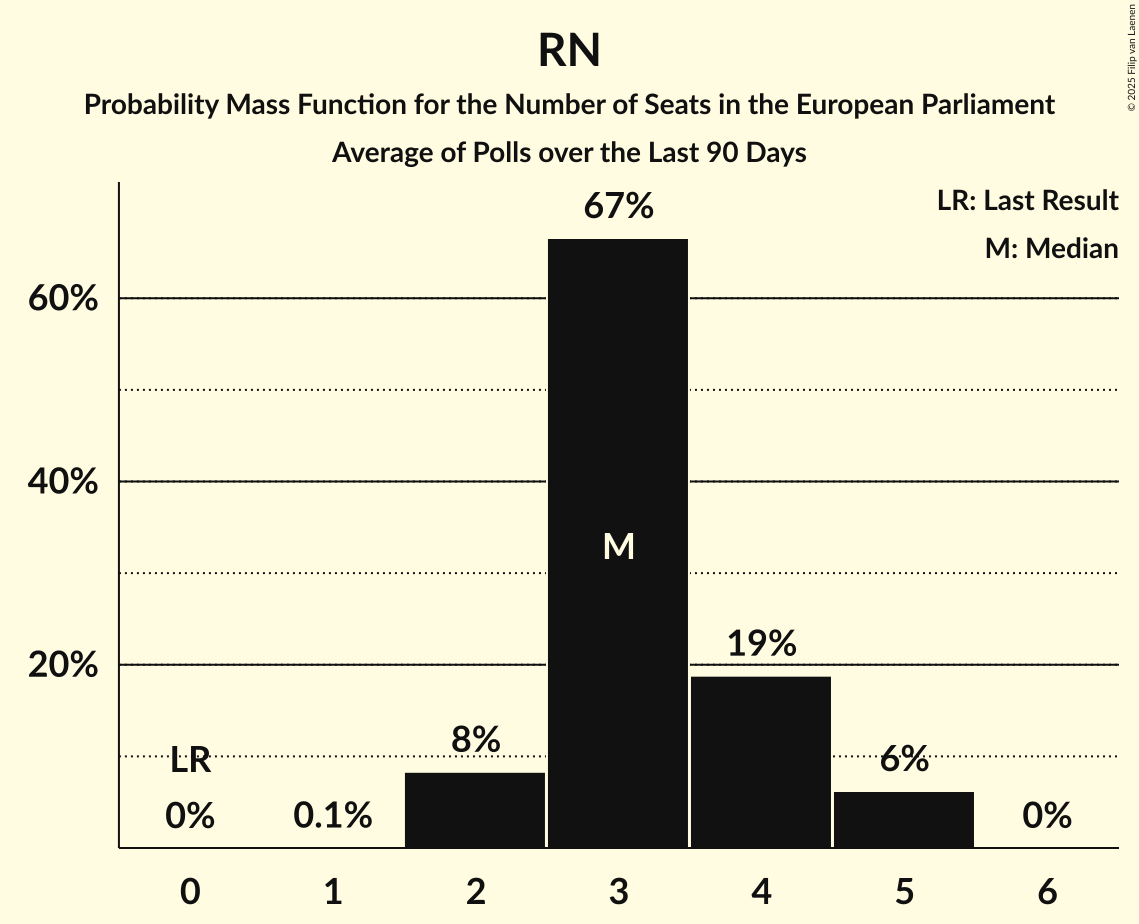 RN
Probability Mass Function for the Number of Seats in the European Parliament
Average of Polls over the Last 90 Days
© 2025 Filip van Laenen
LR: Last Result
M: Median
67%
60%
40%
20%
M
19%
8%
6%
LR
0%
0.1%
0%
0 1 2 3 4 5 6